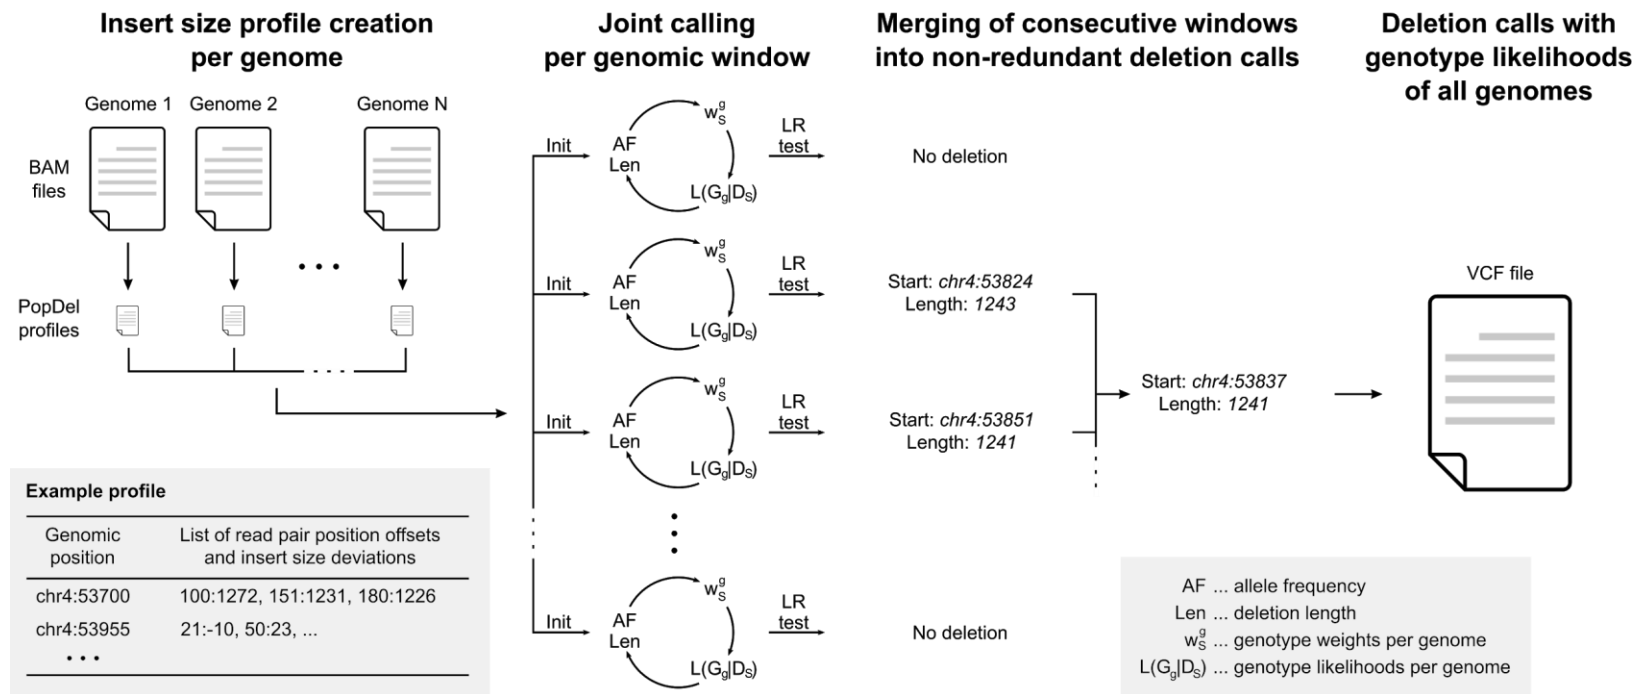 Insert size profile creation
per genome
Joint calling
per genomic window
Merging of consecutive windows
into non-redundant deletion calls
Deletion calls with
genotype likelihoods
of all genomes
Genome 1
Genome 2
Genome N
BAM
files
PopDel
profiles
Init
AF
Len
w_S^g
L(G_g|D_S)
LR
test
No deletion
Init
AF
Len
w_S^g
L(G_g|D_S)
LR
test
Start: chr4:53824
Length: 1243
Init
AF
Len
w_S^g
L(G_g|D_S)
LR
test
Start: chr4:53851
Length: 1241
Init
AF
Len
w_S^g
L(G_g|D_S)
LR
test
No deletion
Start: chr4:53837
Length: 1241
VCF file
Example profile
Genomic
position
List of read pair position offsets
and insert size deviations
chr4:53700 100:1272, 151:1231, 180:1226
chr4:53955 21:-10, 50:23, ...
AF ... allele frequency
Len ... deletion length
w_S^g ... genotype weights per genome
L(G_g|D_S) ... genotype likelihoods per genome